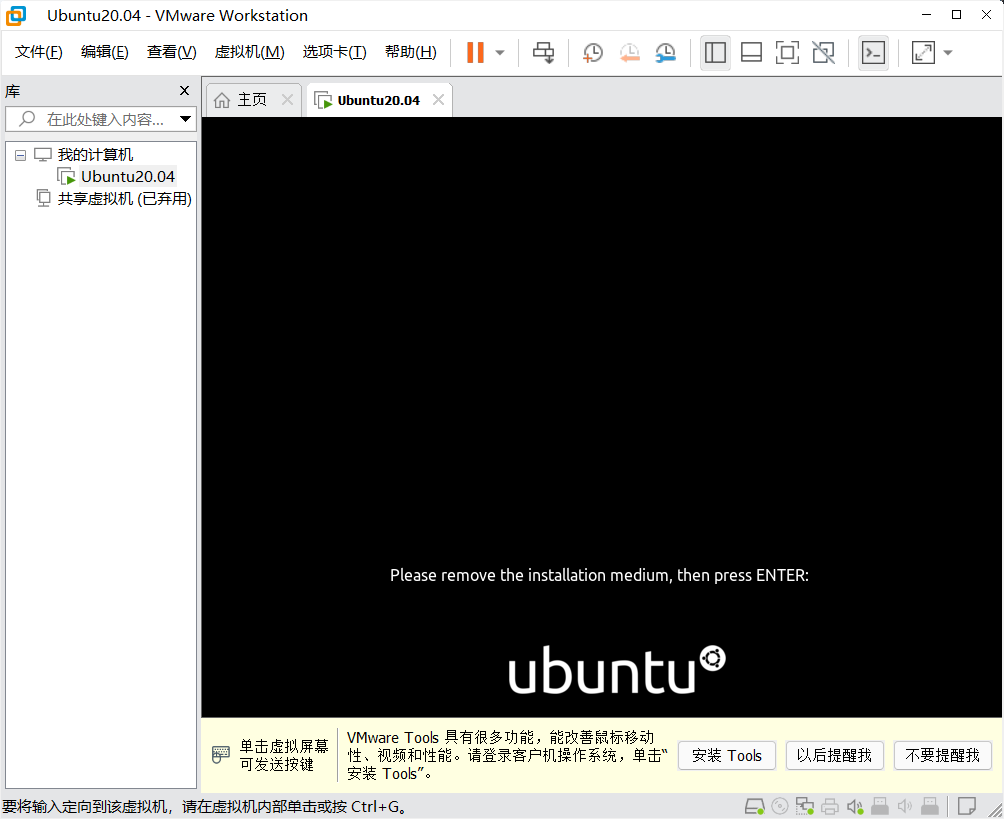 Ubuntu20.04 - VMware Workstation
文件(F) 编辑(E) 查看(V) 虚拟机(M) 选项卡(T) 帮助(H)
库
主页
Ubuntu20.04
在此处键入内容...
我的计算机
Ubuntu20.04
共享虚拟机 (已弃用)
Please remove the installation medium, then press ENTER:
ubuntu
单击虚拟屏幕
可发送按键
VMware Tools 具有很多功能，能改善鼠标移动
性、视频和性能。请登录客户机操作系统，单击“
安装 Tools”。
安装 Tools
以后提醒我
不要提醒我
要将输入定向到该虚拟机，请在虚拟机内部单击或按 Ctrl+G。